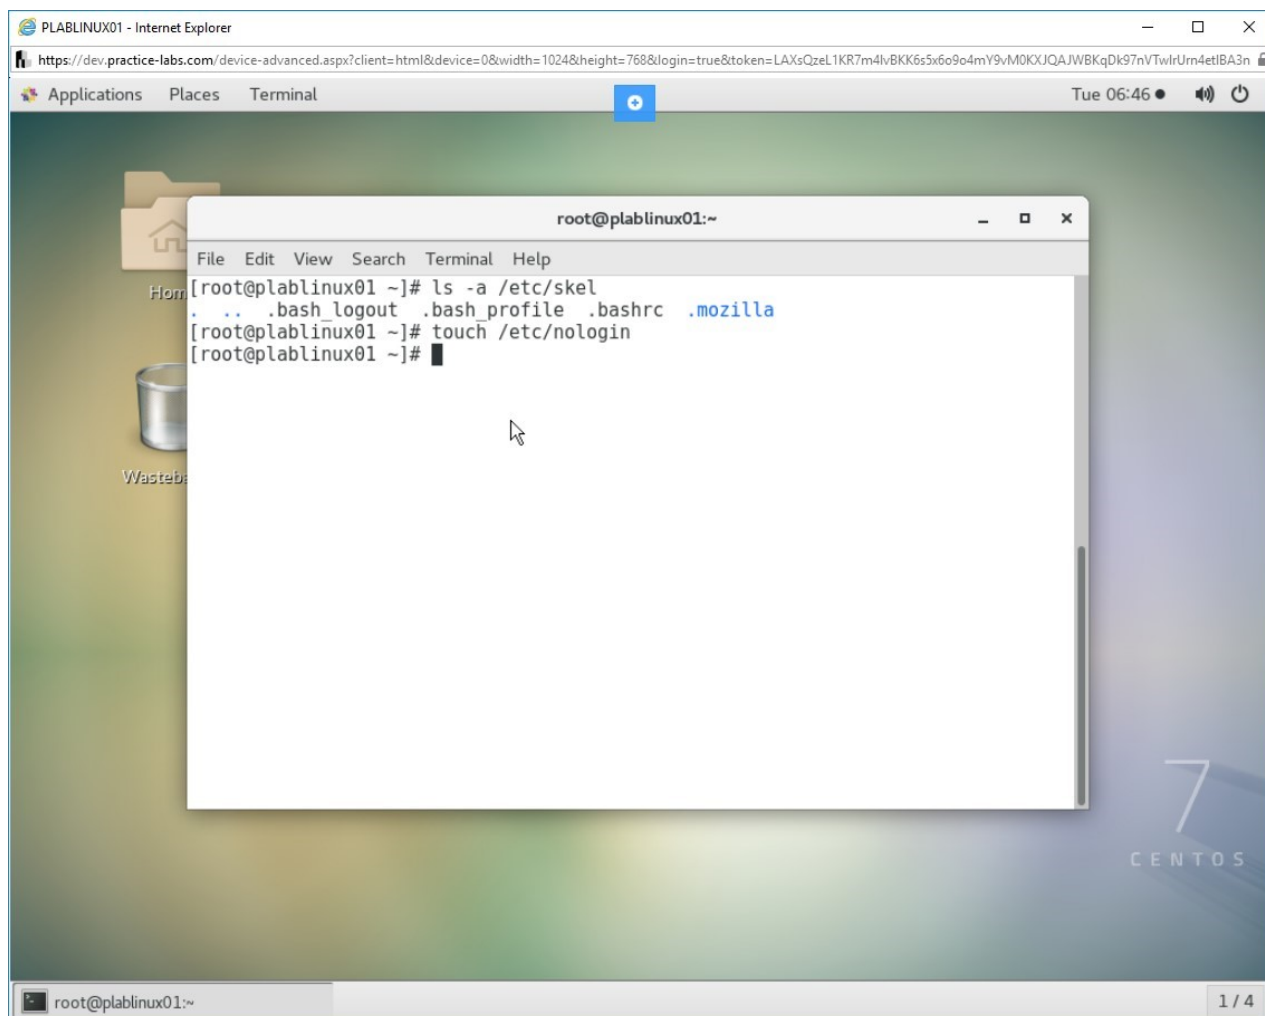 PLABLINUX01 - Internet Explorer
https://dev.practice-labs.com/device-advanced.aspx?client=html&device=0&width=1024&height=768&login=true&token=
Applications Places Terminal Tue 06:46
Home
root@plablinux01:~
File Edit View Search Terminal Help
[root@plablinux01 ~]# ls -a /etc/skel
. .. .bash_logout .bash_profile .bashrc .mozilla
[root@plablinux01 ~]# touch /etc/nologin
[root@plablinux01 ~]#
7
CENTOS
root@plablinux01:~ 1 / 4